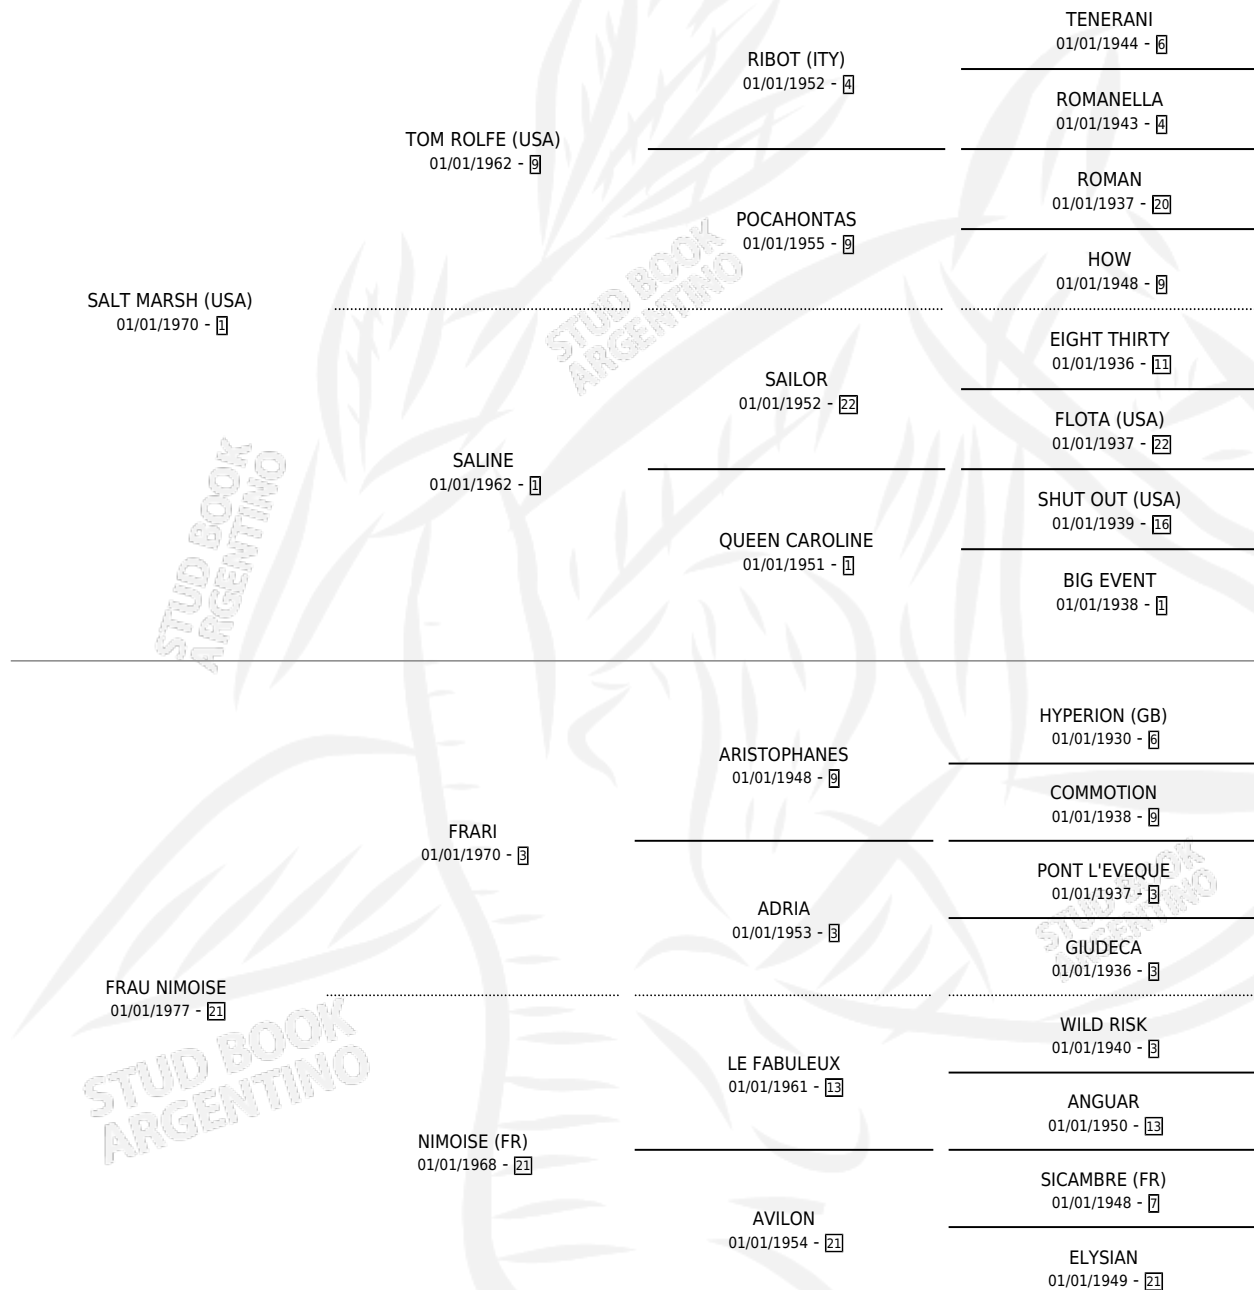 SALT MARSH (USA)
01/01/1970 - 1
TOM ROLFE (USA)
01/01/1962 - 9
SALINE
01/01/1962 - 1
RIBOT (ITY)
01/01/1952 - 4
POCAHONTAS
01/01/1955 - 9
SAILOR
01/01/1952 - 22
QUEEN CAROLINE
01/01/1951 - 1
TENERANI
01/01/1944 - 6
ROMANELLA
01/01/1943 - 4
ROMAN
01/01/1937 - 20
HOW
01/01/1948 - 9
EIGHT THIRTY
01/01/1936 - 11
FLOTA (USA)
01/01/1937 - 22
SHUT OUT (USA)
01/01/1939 - 16
BIG EVENT
01/01/1938 - 1
FRAU NIMOISE
01/01/1977 - 21
FRARI
01/01/1970 - 3
NIMOISE (FR)
01/01/1968 - 21
ARISTOPHANES
01/01/1948 - 9
ADRIA
01/01/1953 - 3
LE FABULEUX
01/01/1961 - 13
AVILON
01/01/1954 - 21
HYPERION (GB)
01/01/1930 - 6
COMMOTION
01/01/1938 - 9
PONT L'EVEQUE
01/01/1937 - 3
GIUDECA
01/01/1936 - 3
WILD RISK
01/01/1940 - 3
ANGUAR
01/01/1950 - 13
SICAMBRE (FR)
01/01/1948 - 7
ELYSIAN
01/01/1949 - 21
STUD BOOK
ARGENTINO
STUD BOOK
ARGENTINO
STUD BOOK
ARGENTINO
STUD BOOK
ARGENTINO